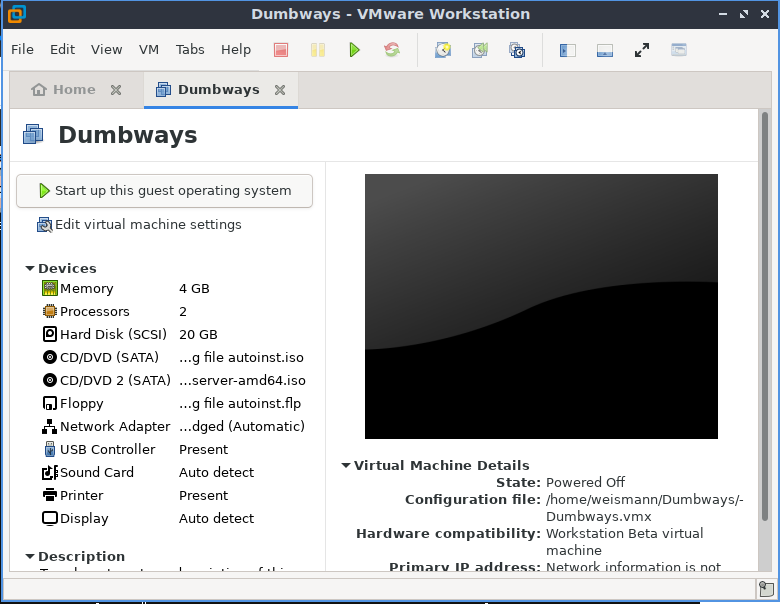 Dumbways - VMware Workstation
File Edit View VM Tabs Help
Home Dumbways
Dumbways
Start up this guest operating system
Edit virtual machine settings
Devices
Memory 4 GB
Processors 2
Hard Disk (SCSI) 20 GB
CD/DVD (SATA) ...g file autoinst.iso
CD/DVD 2 (SATA) ...server-amd64.iso
Floppy ...g file autoinst.flp
Network Adapter ...dged (Automatic)
USB Controller Present
Sound Card Auto detect
Printer Present
Display Auto detect
Description
Virtual Machine Details
State: Powered Off
Configuration file: /home/weismann/Dumbways/-
Dumbways.vmx
Hardware compatibility: Workstation Beta virtual
machine
Primary IP address: Network information is not